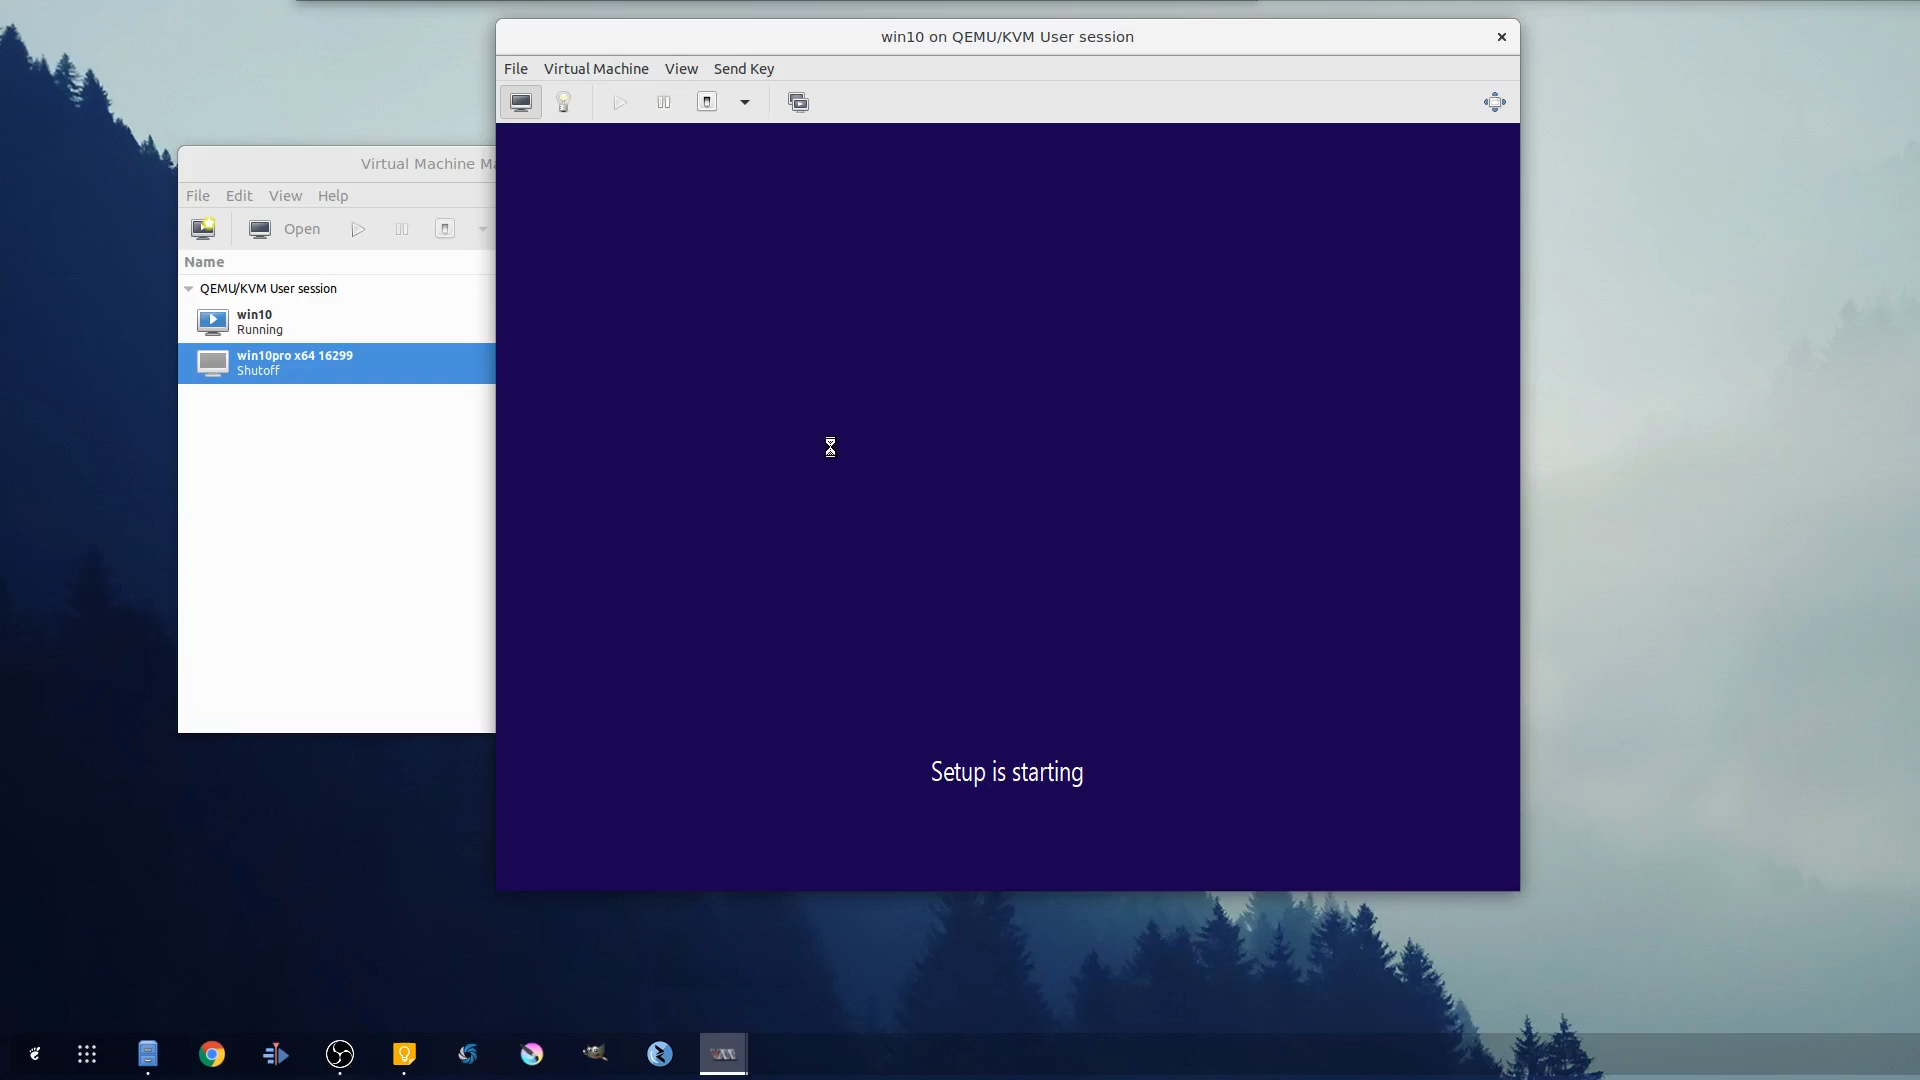 win10 on QEMU/KVM User session
File Virtual Machine View Send Key
Virtual Machine Ma
File Edit View Help
Open
Name
QEMU/KVM User session
win10
Running
win10pro x64 16299
Shutoff
Setup is starting